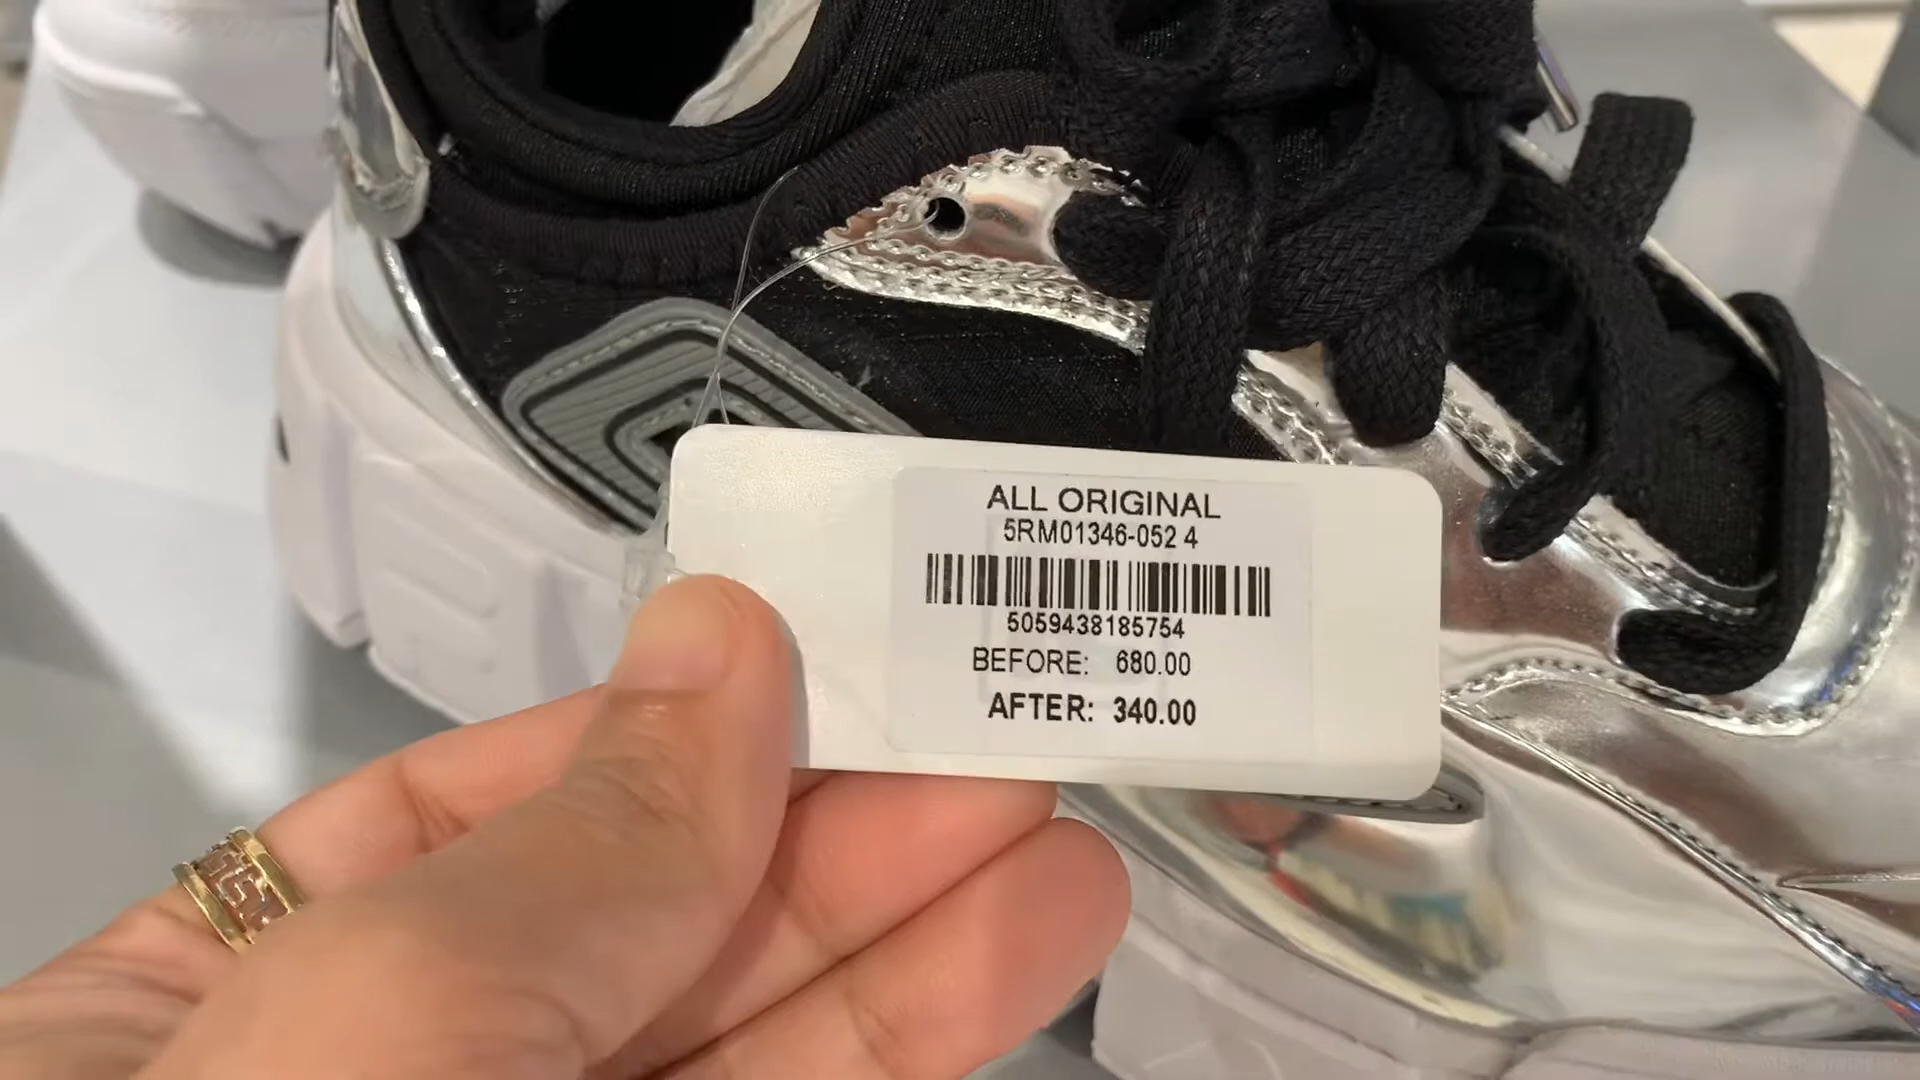 ALL ORIGINAL
5RM01346-052 4
5059438185754
BEFORE: 680.00
AFTER: 340.00